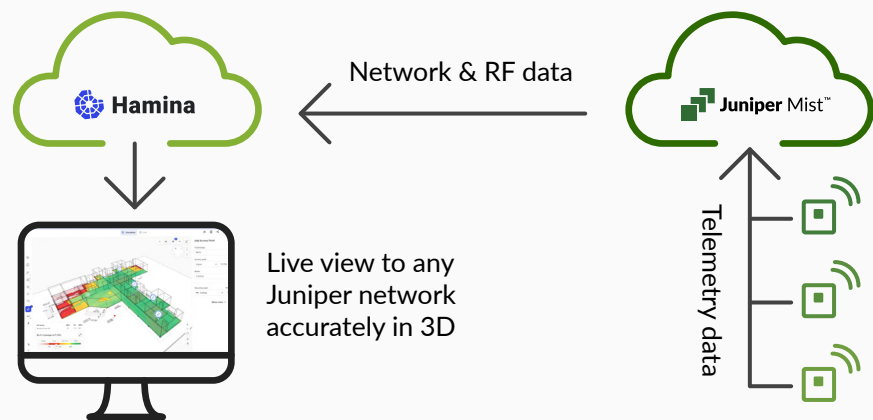 Hamina
Network & RF data
Juniper Mist™
Telemetry data
Live view to any
Juniper network
accurately in 3D